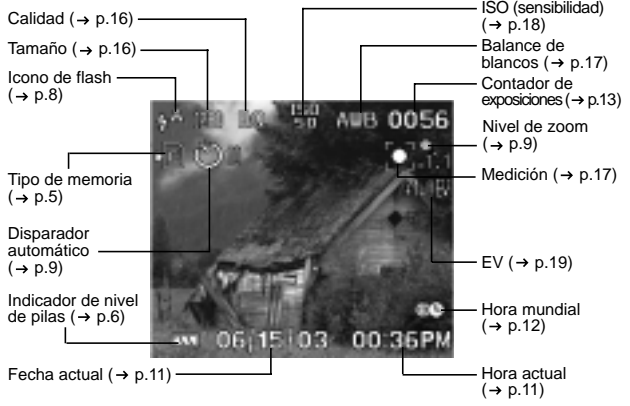 Calidad (→ p.16)
Tamaño (→ p.16)
Icono de flash
(→ p.8)
Tipo de memoria
(→ p.5)
Disparador
automático
(→ p.9)
Indicador de nivel
de pilas (→ p.6)
Fecha actual (→ p.11)
ISO (sensibilidad)
(→ p.18)
Balance de
blancos (→ p.17)
Contador de
exposiciones (→ p.13)
Nivel de zoom
(→ p.9)
Medición (→ p.17)
EV (→ p.19)
Hora mundial
(→ p.12)
Hora actual
(→ p.11)
ISO
50
AWB 0056
06|15|03 00:36PM